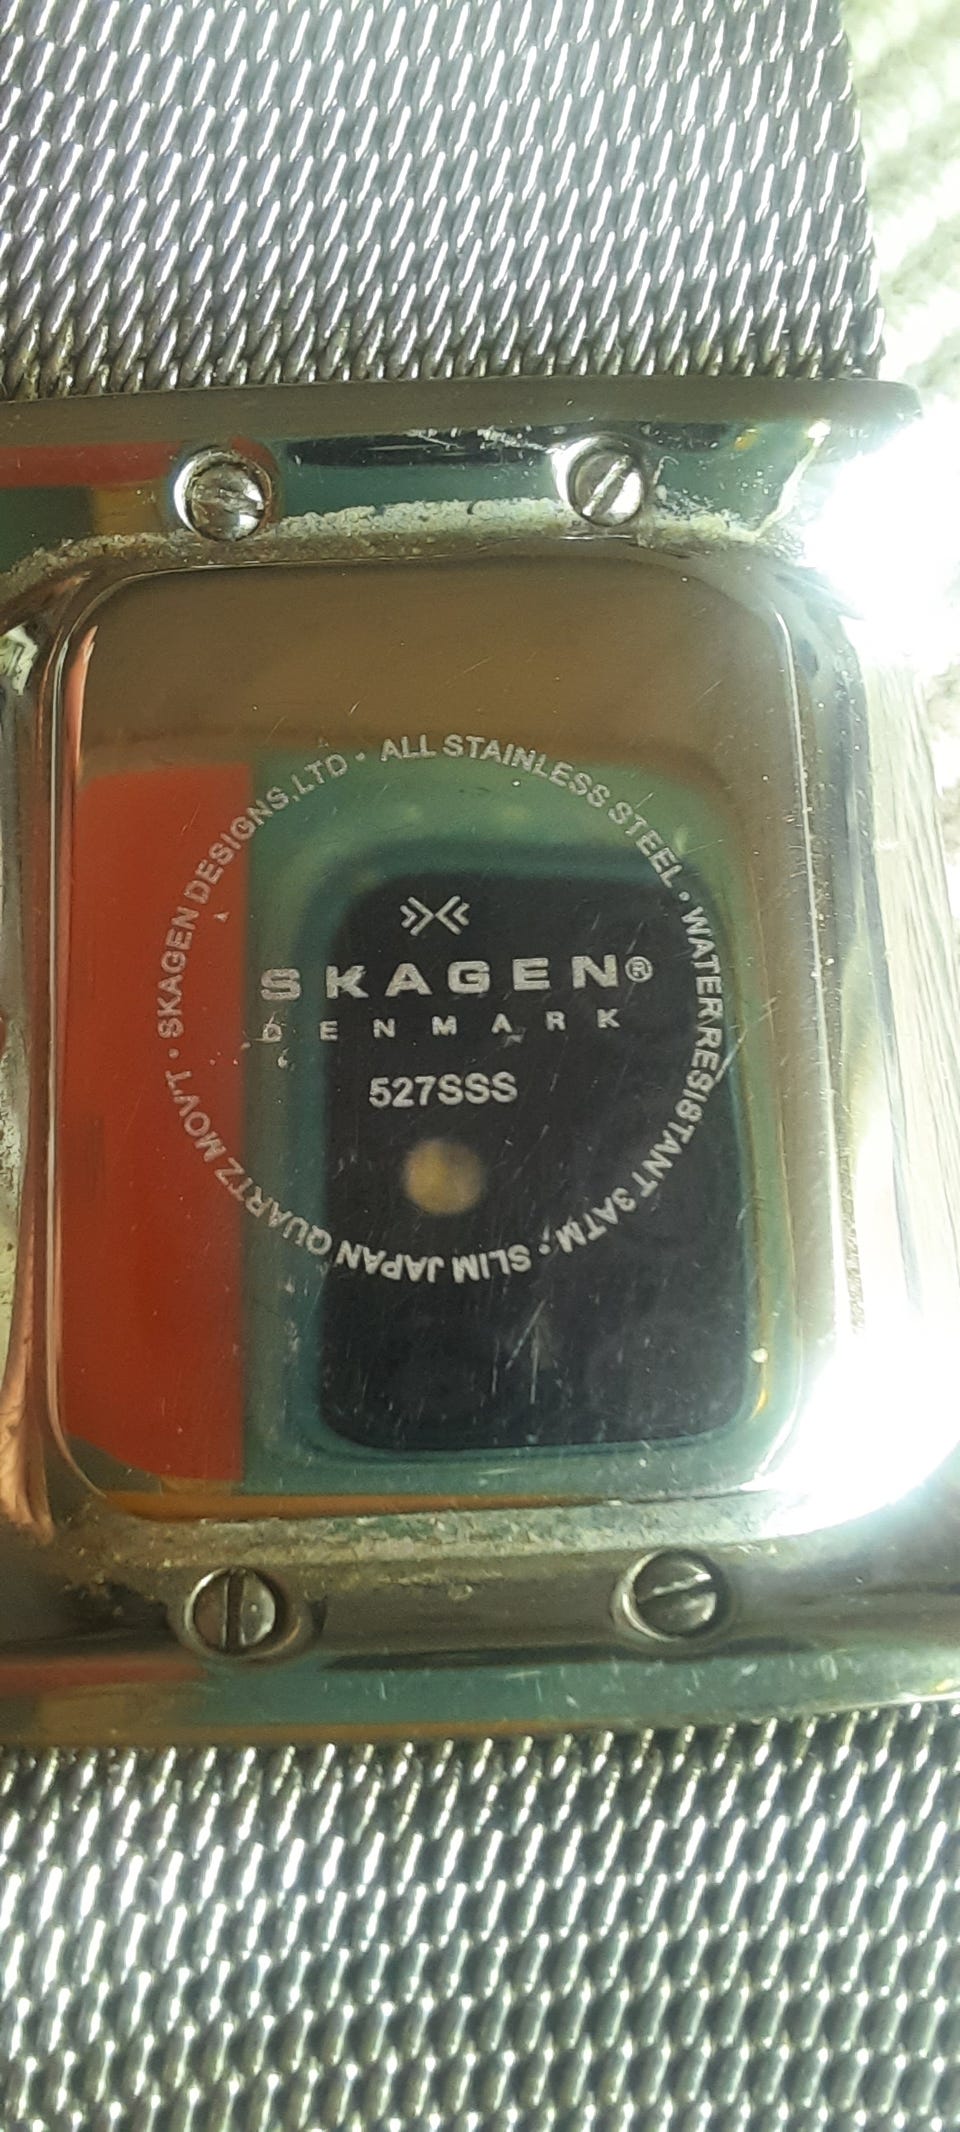 SKAGEN®
DENMARK
527SSS
ALL STAINLESS STEEL • WATER RESISTANT 3ATM • SLIM JAPAN QUARTZ MOV'T • SKAGEN DESIGNS, LTD •